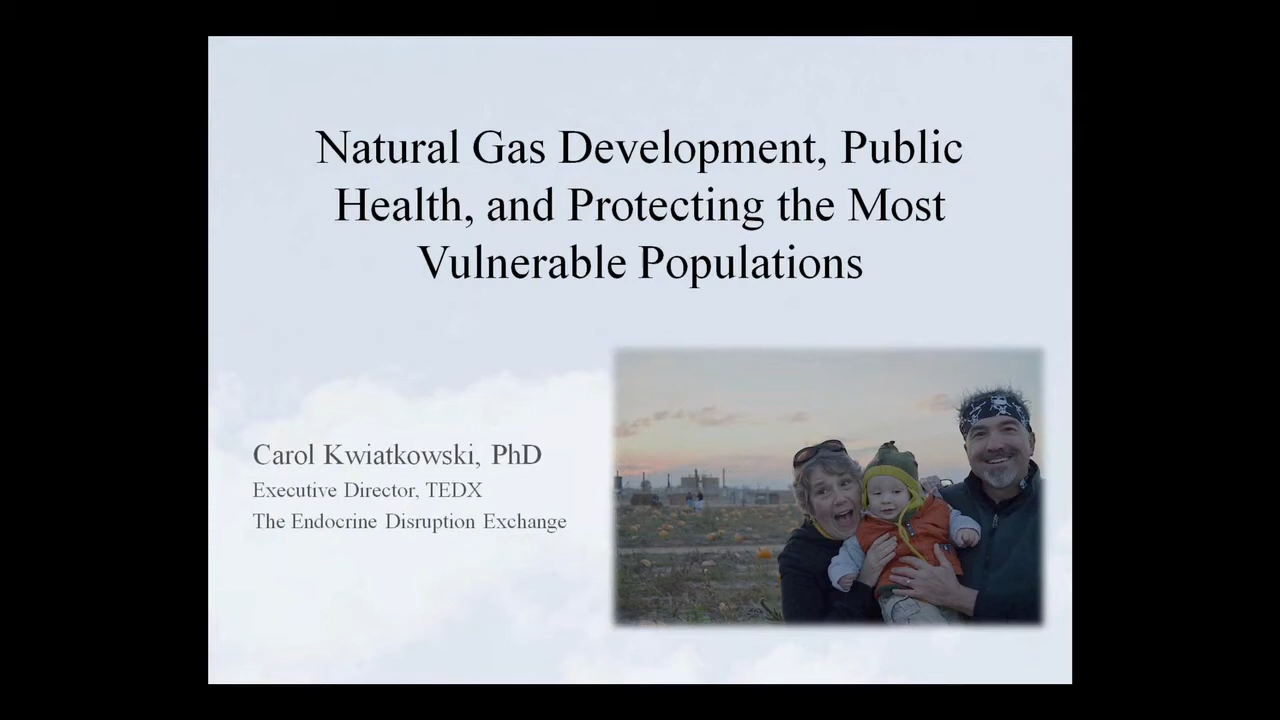 Natural Gas Development, Public
Health, and Protecting the Most
Vulnerable Populations
Carol Kwiatkowski, PhD
Executive Director, TEDX
The Endocrine Disruption Exchange